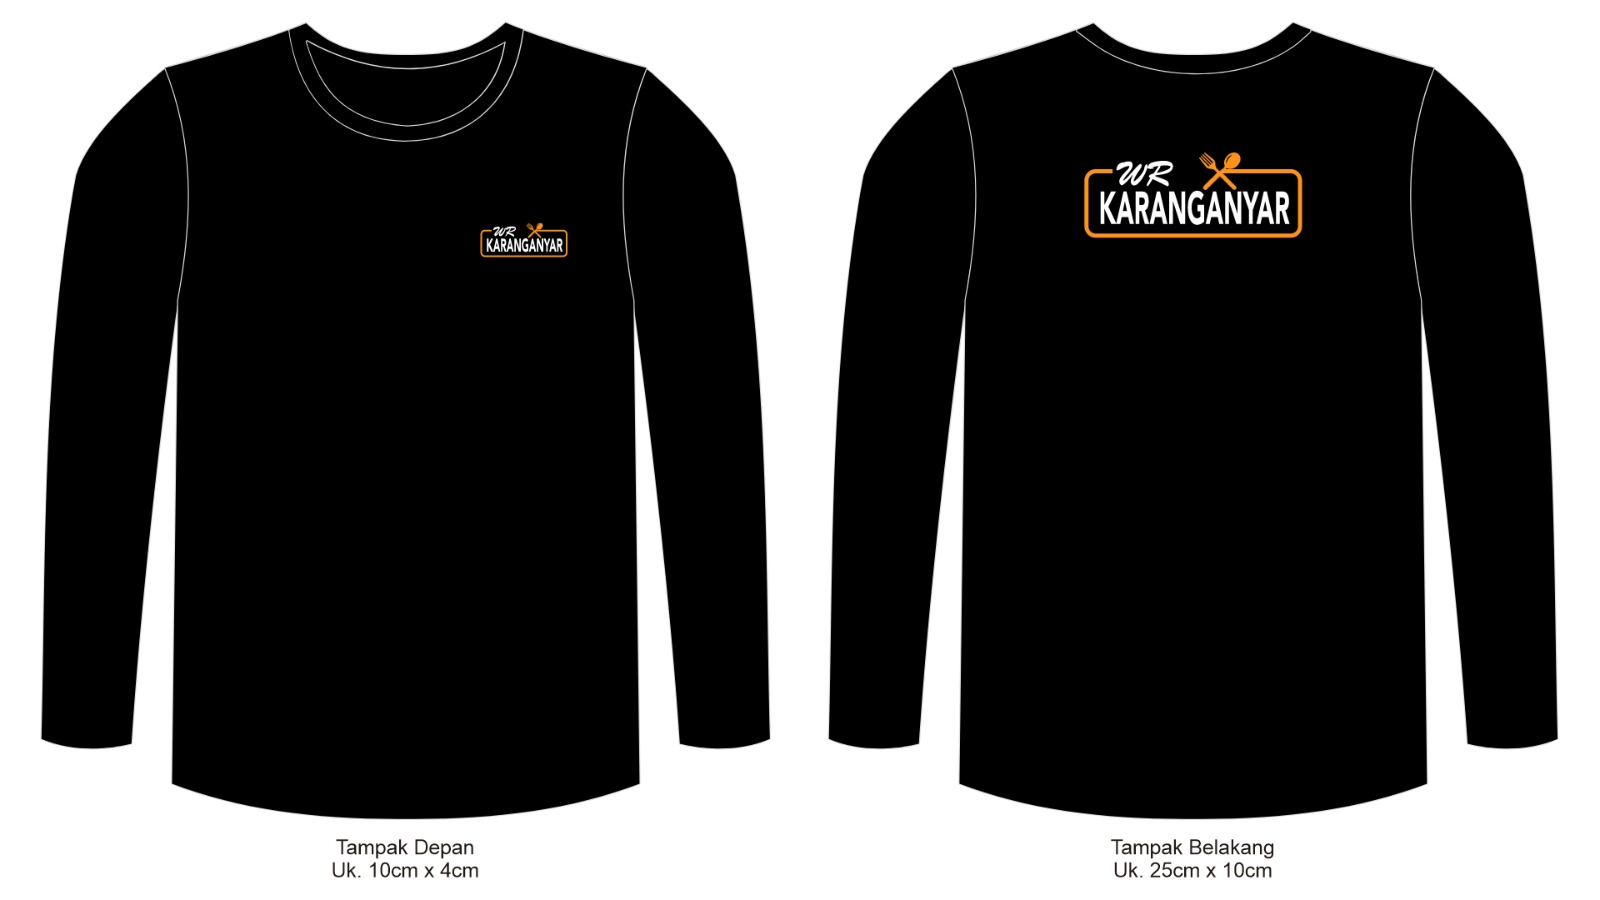 WR
KARANGANYAR
WR
KARANGANYAR
Tampak Depan
Uk. 10cm x 4cm
Tampak Belakang
Uk. 25cm x 10cm